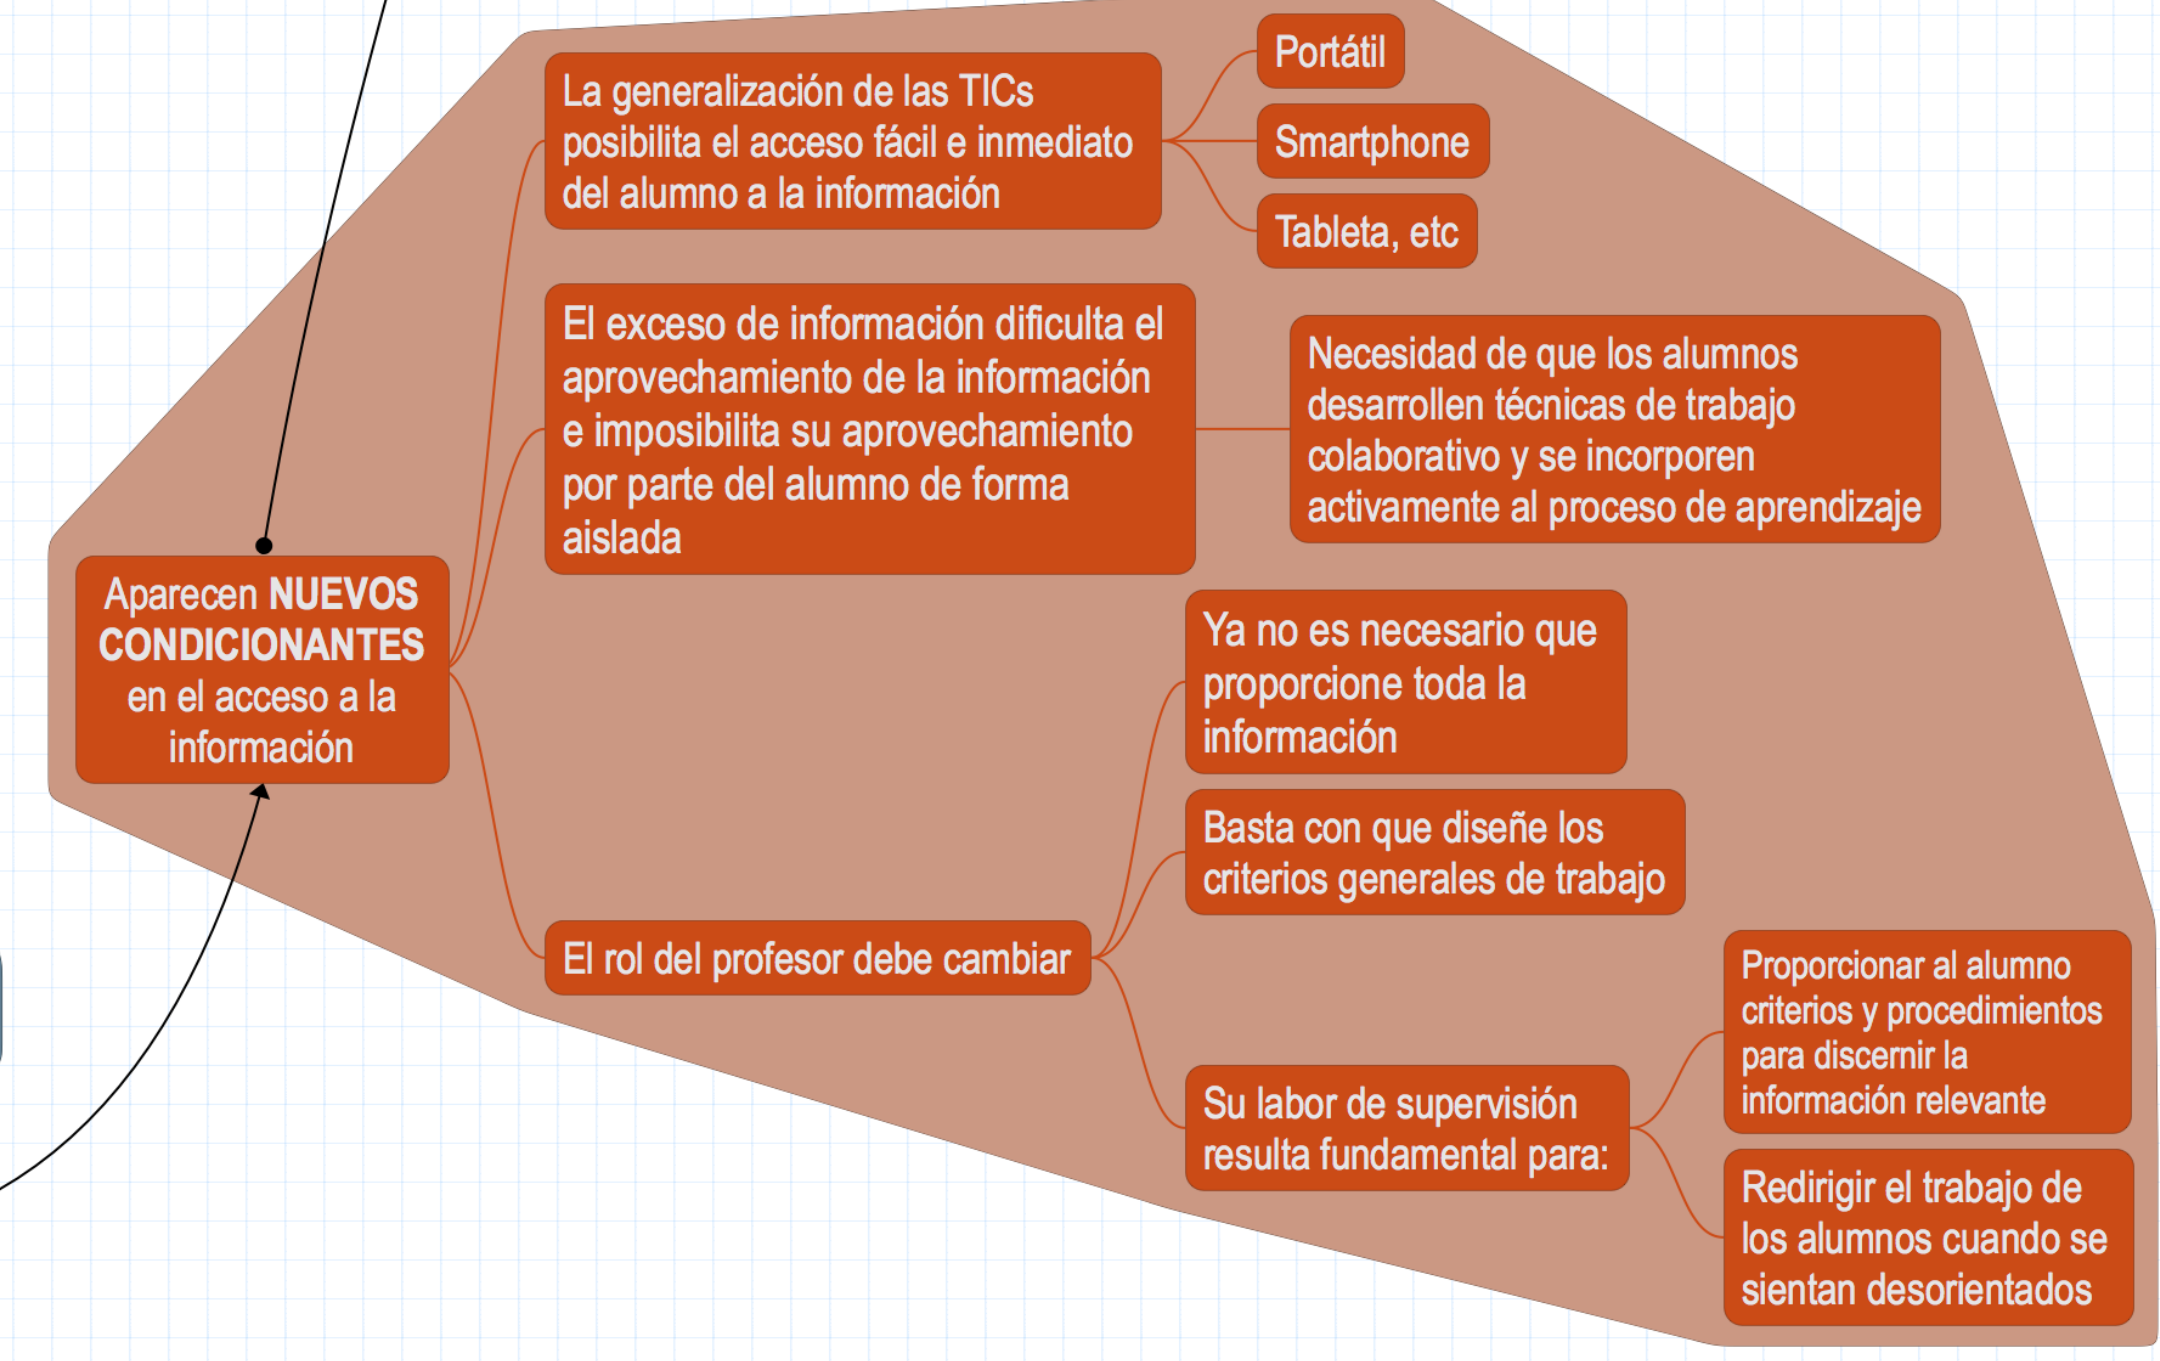 La generalización de las TICs
posibilita el acceso fácil e inmediato
del alumno a la información
Portátil
Smartphone
Tableta, etc
El exceso de información dificulta el
aprovechamiento de la información
e imposibilita su aprovechamiento
por parte del alumno de forma
aislada
Necesidad de que los alumnos
desarrollen técnicas de trabajo
colaborativo y se incorporen
activamente al proceso de aprendizaje
Aparecen NUEVOS
CONDICIONANTES
en el acceso a la
información
Ya no es necesario que
proporcione toda la
información
Basta con que diseñe los
criterios generales de trabajo
El rol del profesor debe cambiar
Su labor de supervisión
resulta fundamental para:
Proporcionar al alumno
criterios y procedimientos
para discernir la
información relevante
Redirigir el trabajo de
los alumnos cuando se
sientan desorientados